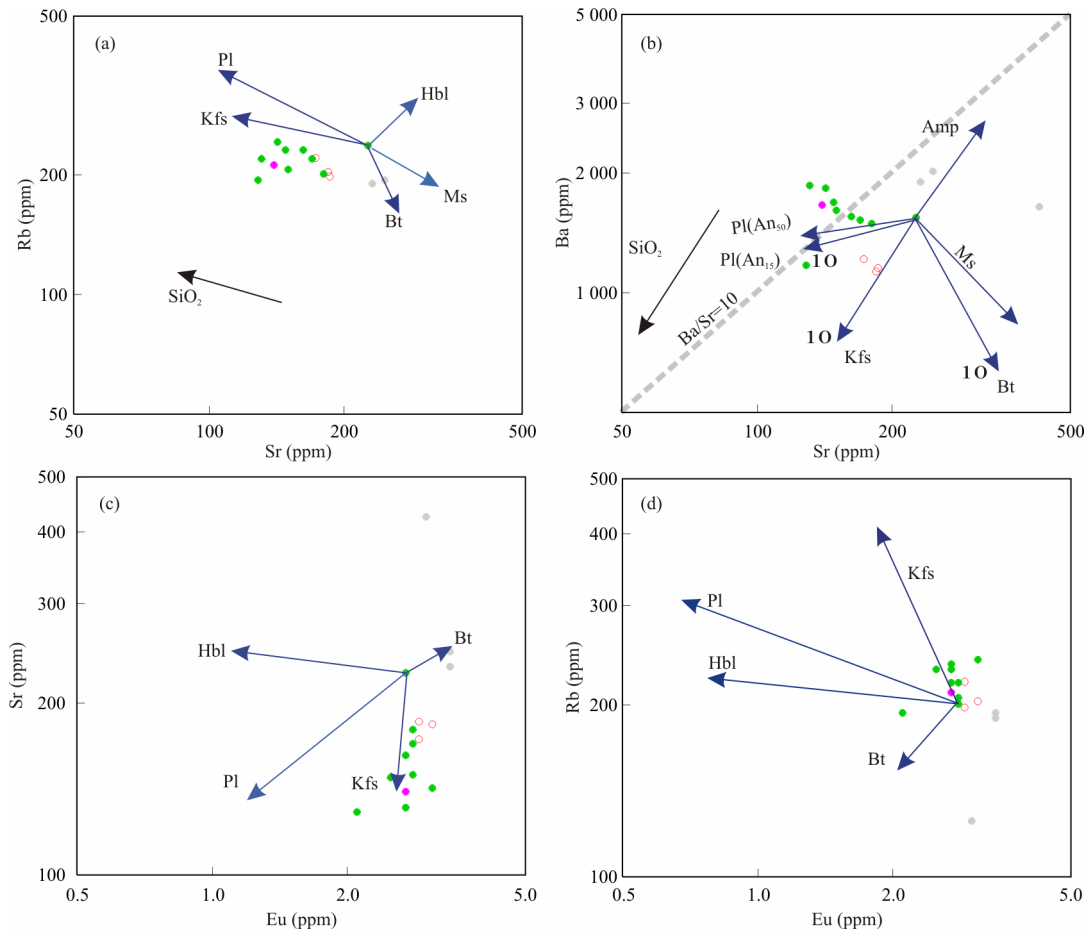 (a)
500
200
100
50
Rb (ppm)
Pl
Hbl
Kfs
Ms
Bt
SiO₂
50
100
200
500
Sr (ppm)
(b)
5 000
3 000
2 000
1 000
Ba (ppm)
Amp
Pl(An₅₀)
Pl(An₁₅)
10
SiO₂
Ms
Ba/Sr=10
10
Kfs
10
Bt
50
100
200
500
Sr (ppm)
(c)
500
400
300
200
100
Sr (ppm)
Hbl
Bt
Pl
Kfs
0.5
1.0
2.0
5.0
Eu (ppm)
(d)
500
400
300
200
100
Rb (ppm)
Kfs
Pl
Hbl
Bt
0.5
1.0
2.0
5.0
Eu (ppm)